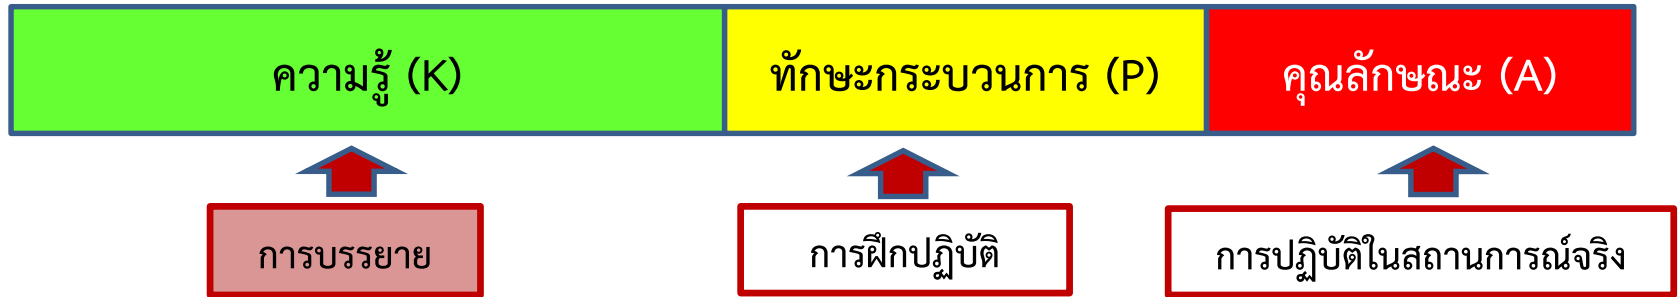 ความรู้ (K)
ทักษะกระบวนการ (P)
คุณลักษณะ (A)
การบรรยาย
การฝึกปฏิบัติ
การปฏิบัติในสถานการณ์จริง